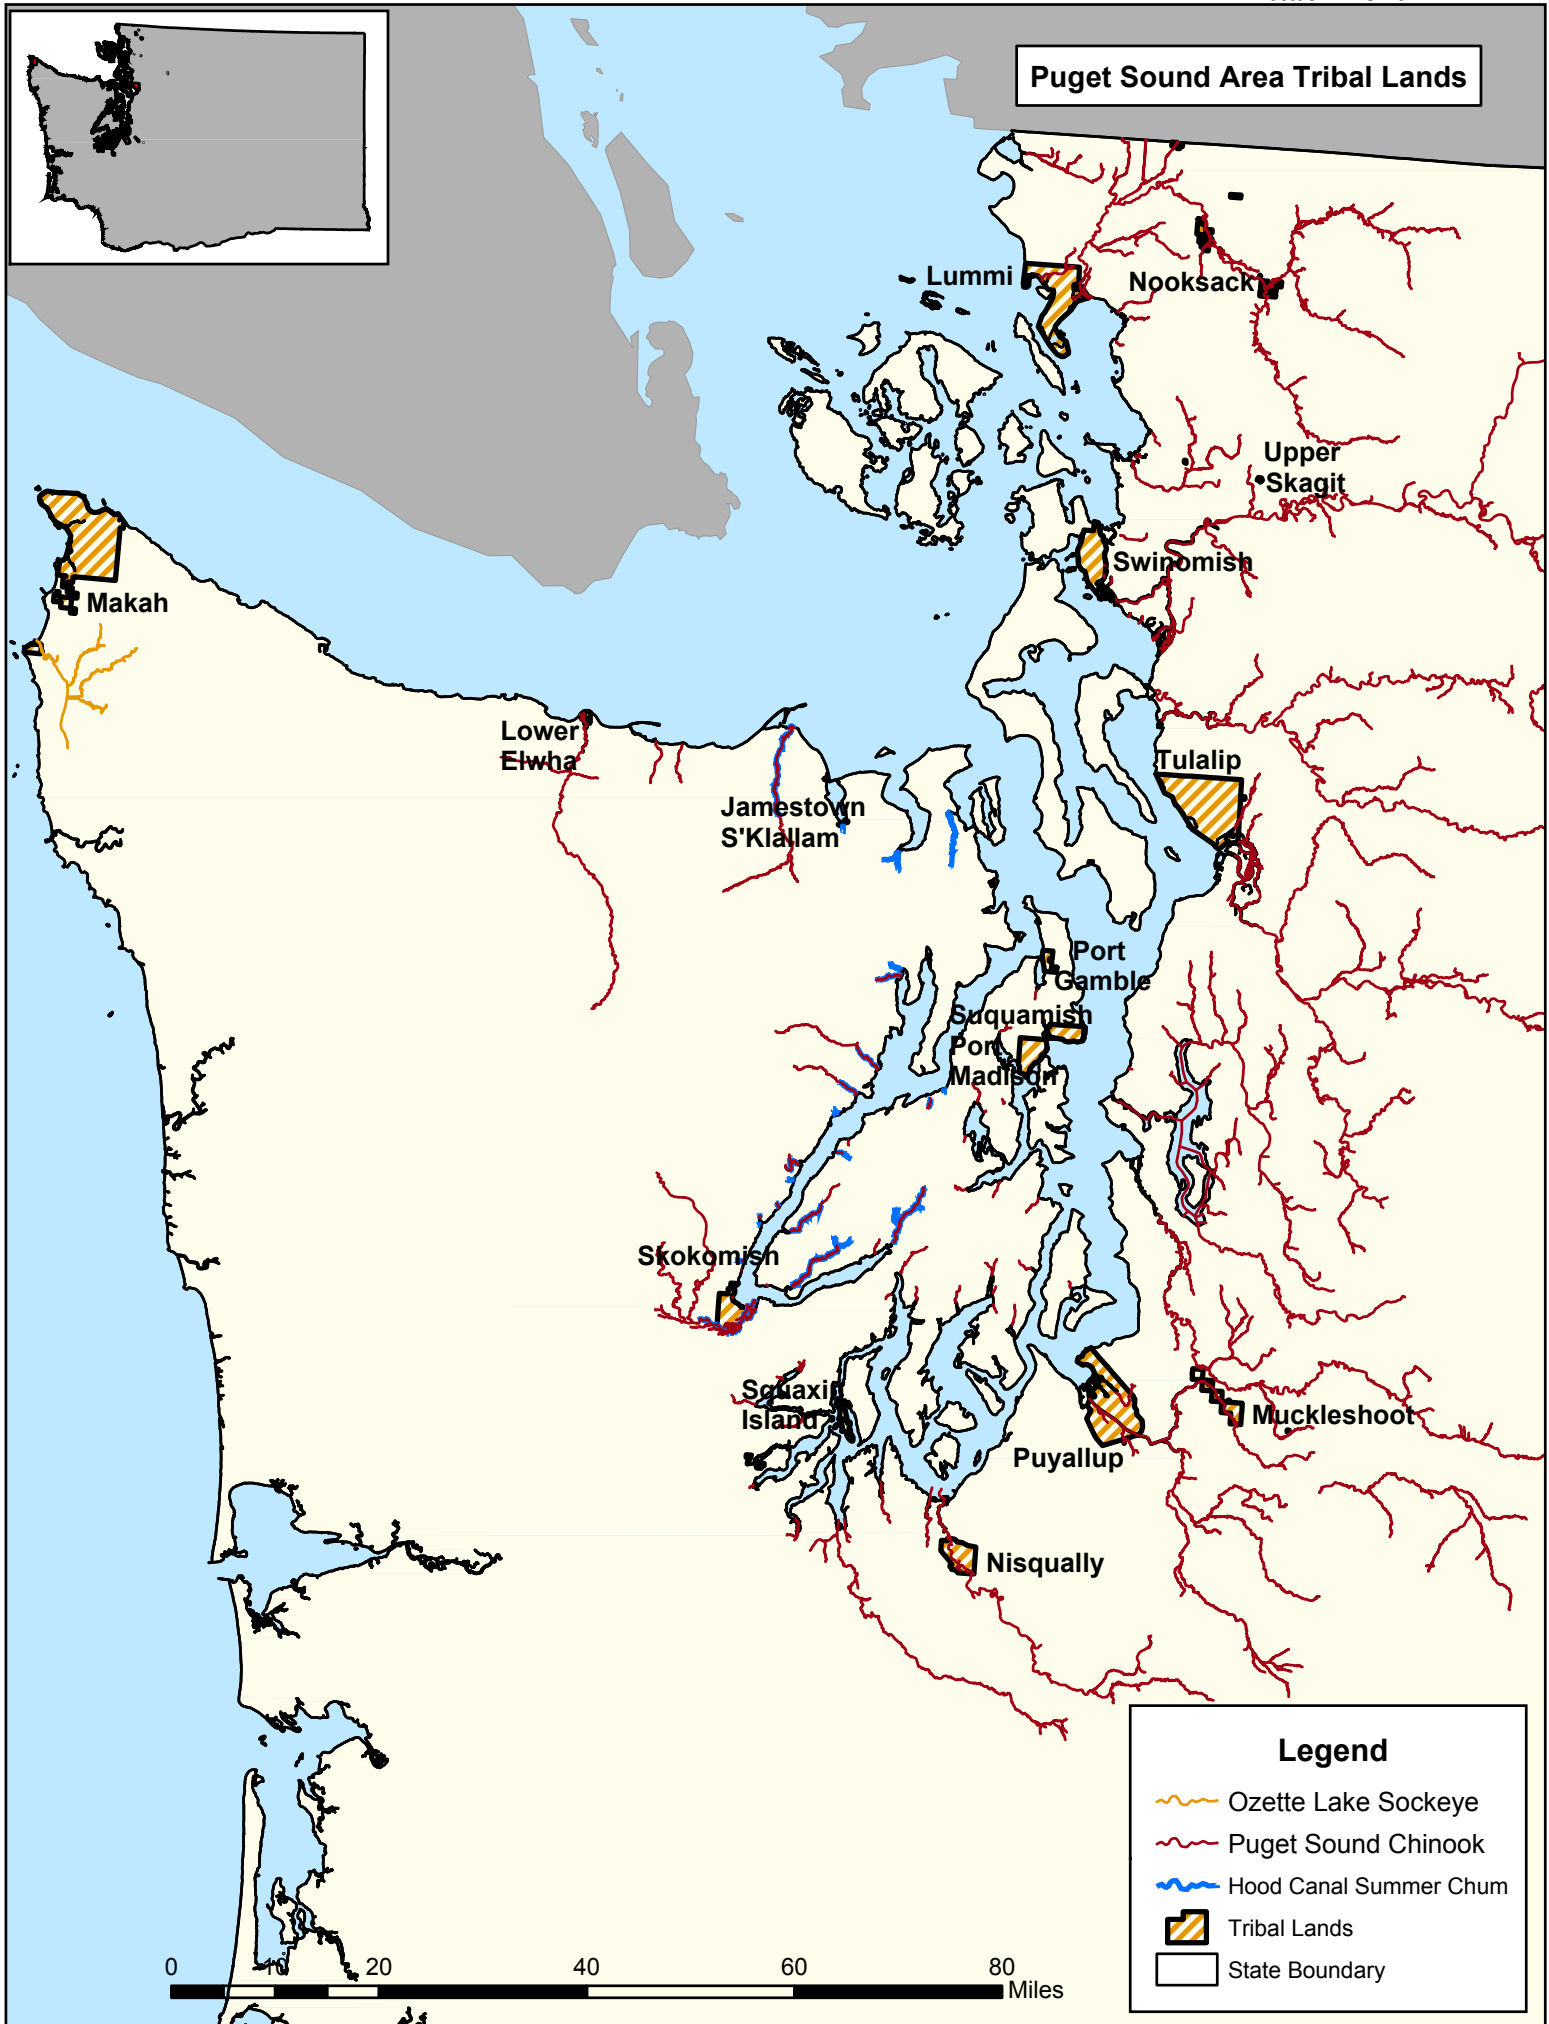 Puget Sound Area Tribal Lands
Lummi
Nooksack
Upper
Skagit
Swinomish
Makah
Lower
Elwha
Tulalip
Jamestown
S'Klallam
Port
Gamble
Suquamish
Port
Madison
Skokomish
Squaxin
Island
Muckleshoot
Puyallup
Nisqually
Legend
Ozette Lake Sockeye
Puget Sound Chinook
Hood Canal Summer Chum
Tribal Lands
State Boundary
0 10 20 40 60 80
Miles